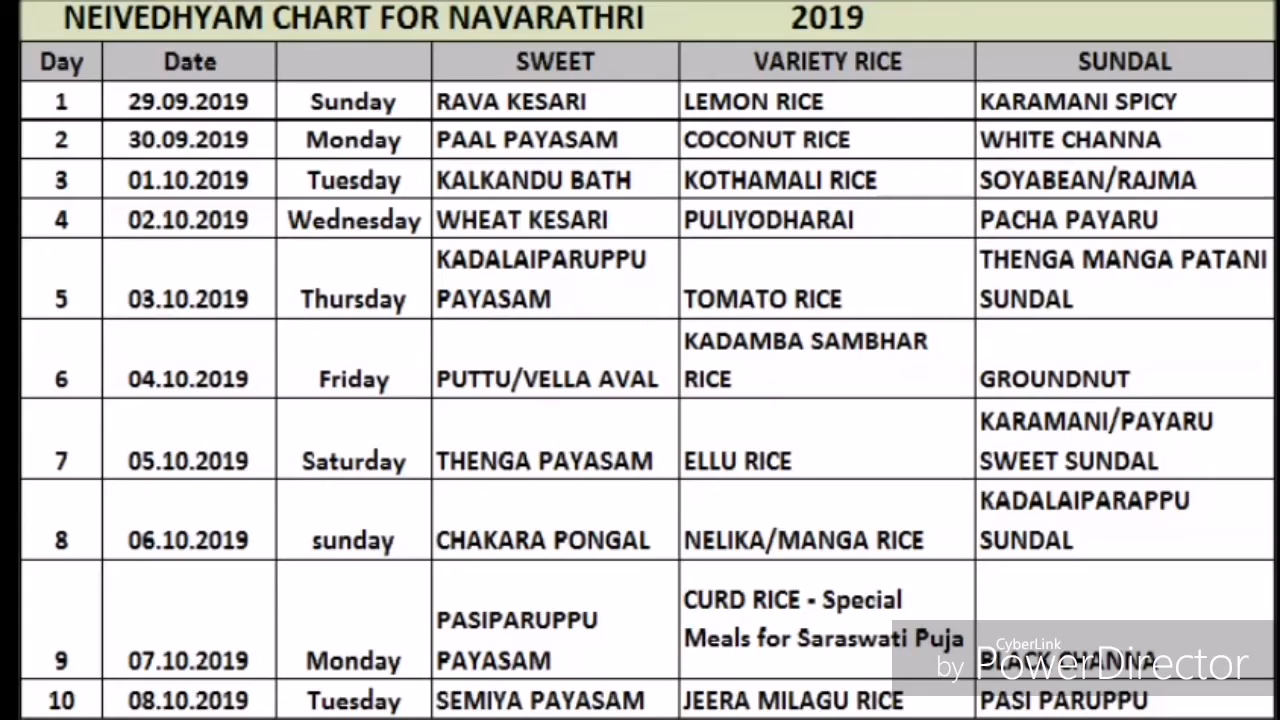 NEIVEDHYAM CHART FOR NAVARATHRI 2019
Day Date SWEET VARIETY RICE SUNDAL
1 29.09.2019 Sunday RAVA KESARI LEMON RICE KARAMANI SPICY
2 30.09.2019 Monday PAAL PAYASAM COCONUT RICE WHITE CHANNA
3 01.10.2019 Tuesday KALKANDU BATH KOTHAMALI RICE SOYABEAN/RAJMA
4 02.10.2019 Wednesday WHEAT KESARI PULIYODHARAI PACHA PAYARU
KADALAIPARUPPU THENGA MANGA PATANI
5 03.10.2019 Thursday PAYASAM TOMATO RICE SUNDAL
KADAMBA SAMBHAR
6 04.10.2019 Friday PUTTU/VELLA AVAL RICE GROUNDNUT
KARAMANI/PAYARU
7 05.10.2019 Saturday THENGA PAYASAM ELLU RICE SWEET SUNDAL
KADALAIPARAPPU
8 06.10.2019 sunday CHAKARA PONGAL NELIKA/MANGA RICE SUNDAL
CURD RICE - Special
PASIPARUPPU
Meals for Saraswati Puja
9 07.10.2019 Monday PAYASAM BLACK CHANNA
CyberLink
by PowerDirector
10 08.10.2019 Tuesday SEMIYA PAYASAM JEERA MILAGU RICE PASI PARUPPU